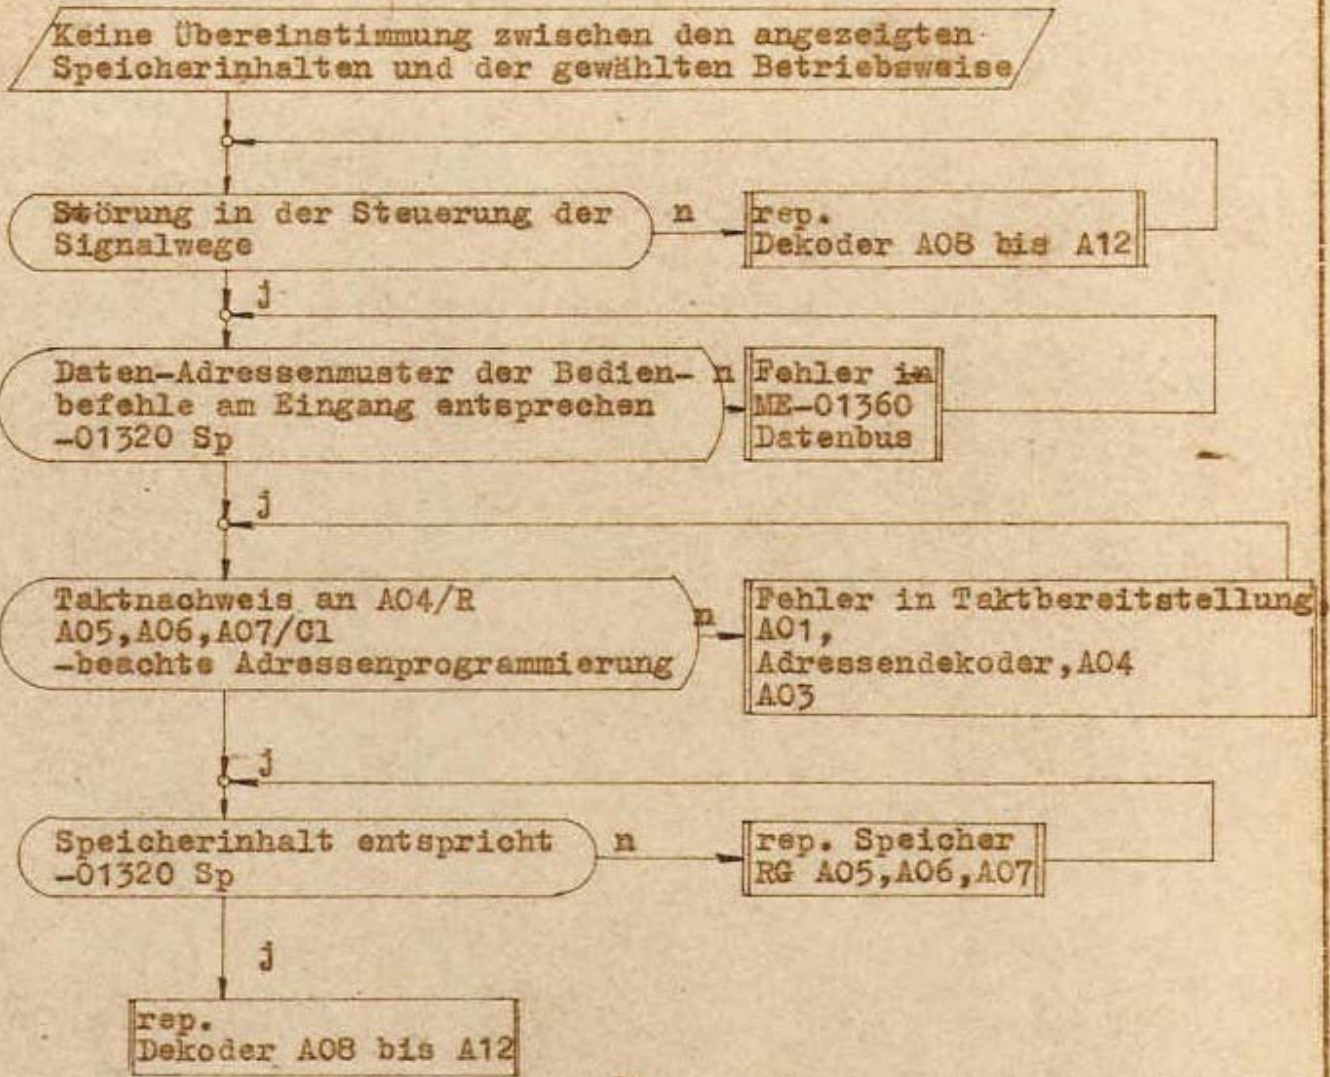 Keine Übereinstimmung zwischen den angezeigten
Speicherinhalten und der gewählten Betriebsweise
Störung in der Steuerung der
Signalwege
n
rep.
Dekoder A08 bis A12
j
Daten-Adressenmuster der Bedien-
befehle am Eingang entsprechen
-01320 Sp
n
Fehler in
ME-01360
Datenbus
j
Taktnachweis an A04/R
A05,A06,A07/Cl
-beachte Adressenprogrammierung
n
Fehler in Taktbereitstellung
A01,
Adressendekoder,A04
A03
j
Speicherinhalt entspricht
-01320 Sp
n
rep. Speicher
RG A05,A06,A07
j
rep.
Dekoder A08 bis A12